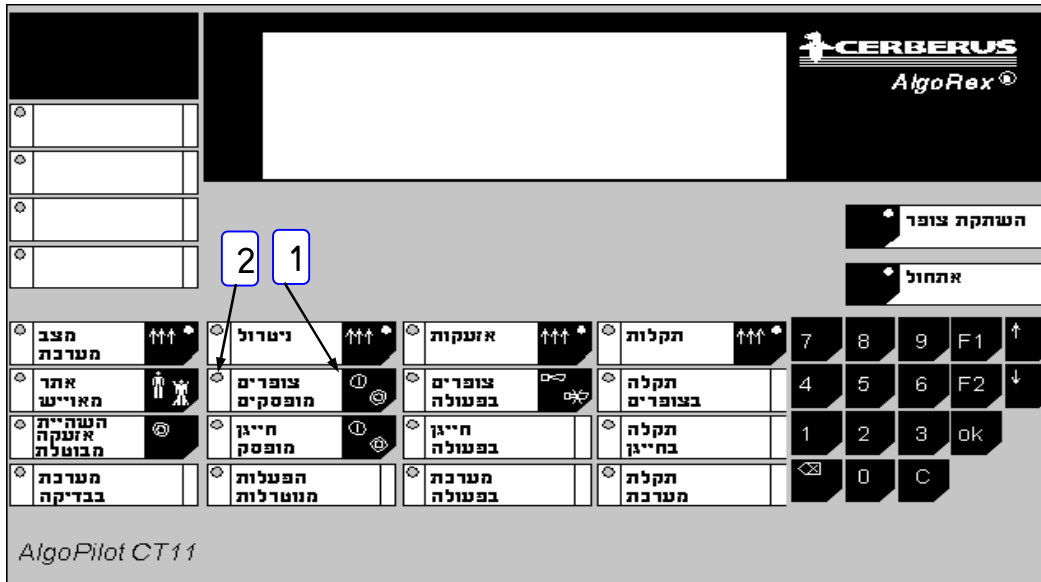 CERBERUS
AlgoRex
השתקת צופר
2
1
אתחול
מצב
מערכת
ניטרול
אזעקות
תקלות
7
8
9
F1
↑
אתר
מאוייש
צופרים
מופסקים
צופרים
בפעולה
תקלה
בצופרים
4
5
6
F2
↓
השהיית
אזעקה
מבוטלת
חייגן
מופסק
חייגן
בפעולה
תקלה
בחייגן
1
2
3
ok
מערכת
בבדיקה
הפעלות
מנוטרלות
מערכת
בפעולה
תקלת
מערכת
0
C
AlgoPilot CT11